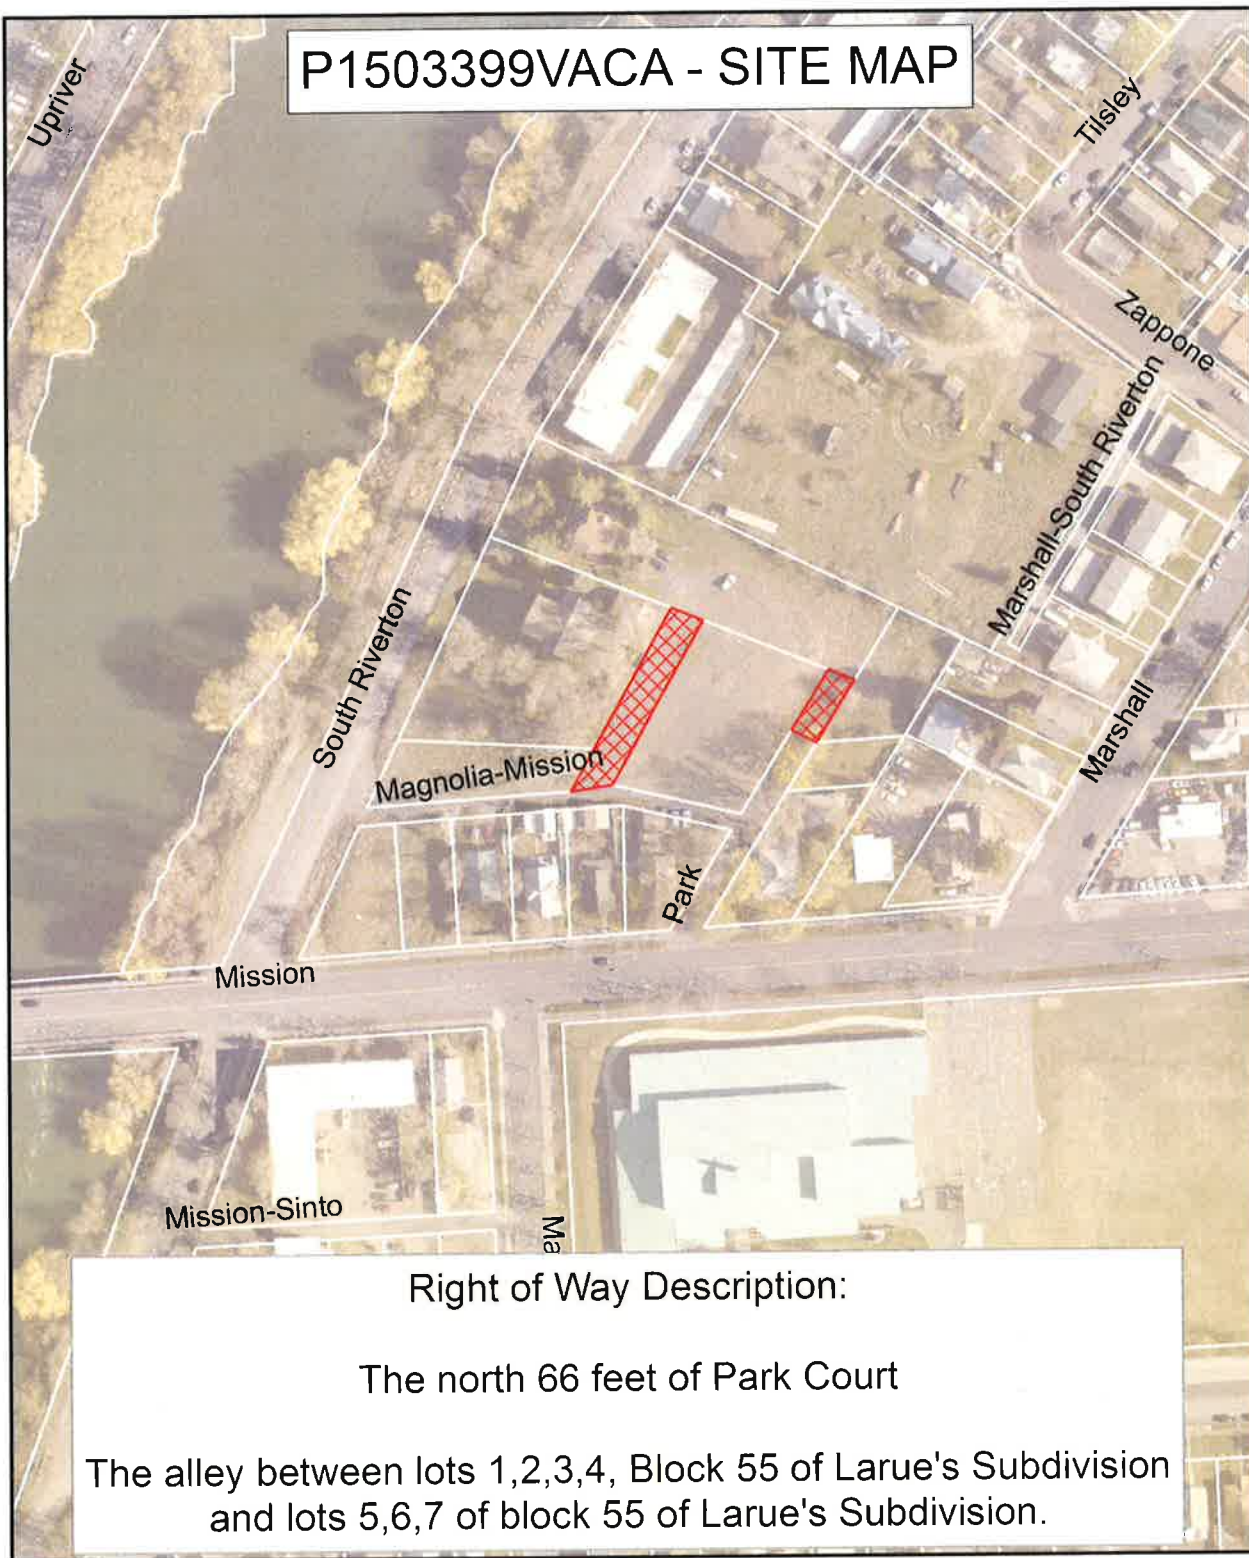 P1503399VACA - SITE MAP
Upriver
Tilsley
Zappone
Marshall-South Riverton
South Riverton
Marshall
Magnolia-Mission
Park
Mission
Mission-Sinto
Ma
Right of Way Description:
The north 66 feet of Park Court
The alley between lots 1,2,3,4, Block 55 of Larue's Subdivision
and lots 5,6,7 of block 55 of Larue's Subdivision.